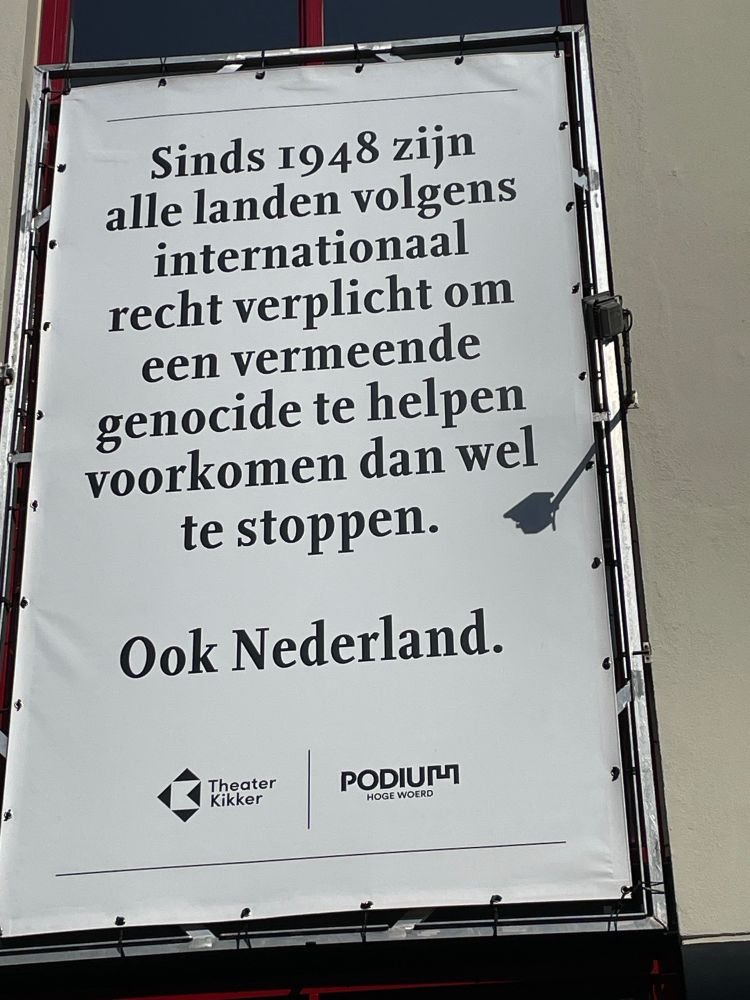 Sinds 1948 zijn
alle landen volgens
internationaal
recht verplicht om
een vermeende
genocide te helpen
voorkomen dan wel
te stoppen.
Ook Nederland.
Theater
Kikker
PODIUM
HOGE WOERD